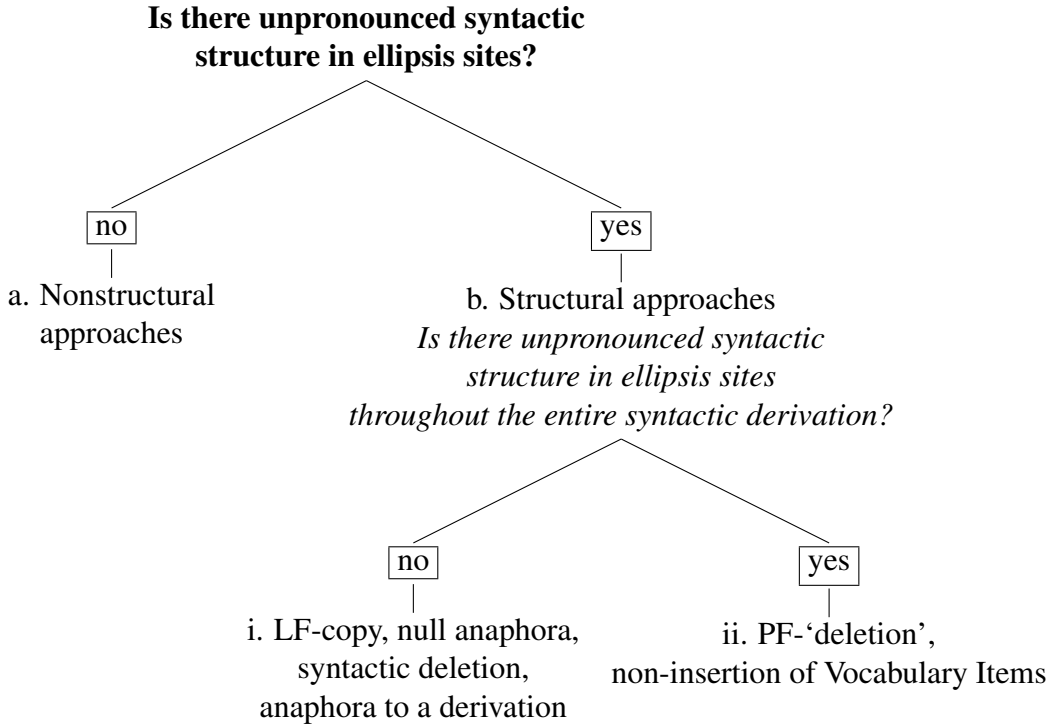 Is there unpronounced syntactic
structure in ellipsis sites?
no
yes
a. Nonstructural
approaches
b. Structural approaches
Is there unpronounced syntactic
structure in ellipsis sites
throughout the entire syntactic derivation?
no
yes
i. LF-copy, null anaphora,
syntactic deletion,
anaphora to a derivation
ii. PF-‘deletion’,
non-insertion of Vocabulary Items